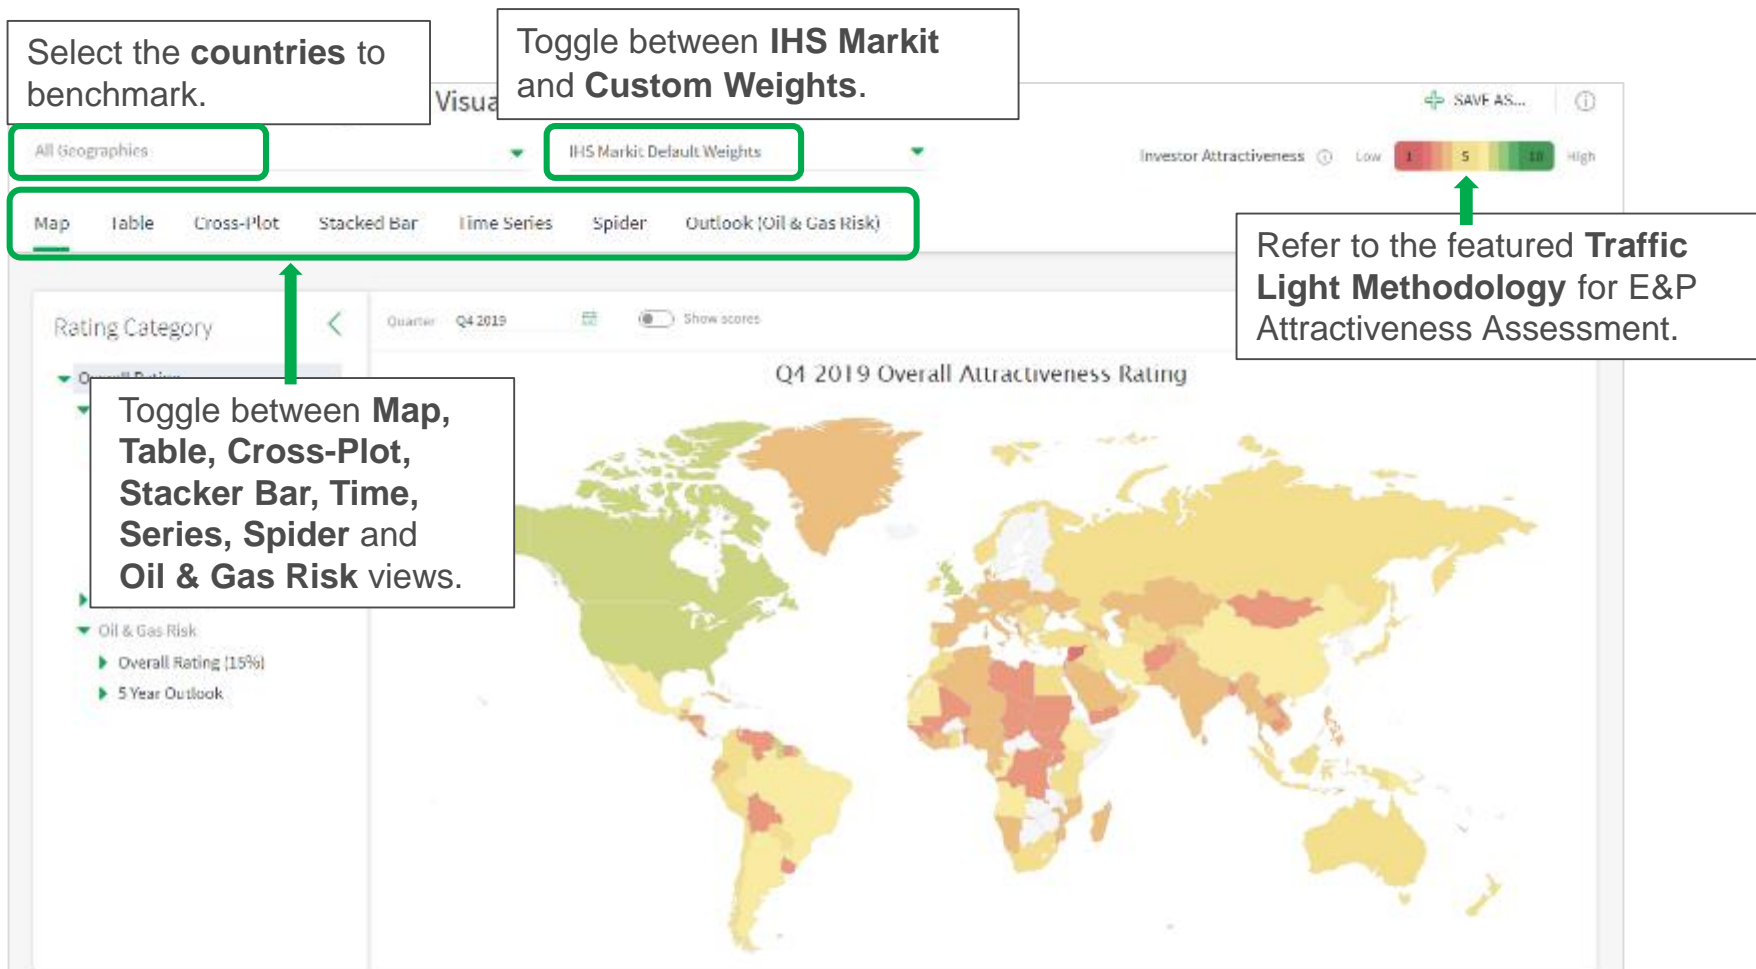 Select the countries to
benchmark.
Toggle between IHS Markit
and Custom Weights.
SAVE AS...
All Geographies
IHS Markit Default Weights
Investor Attractiveness
Low
1
5
10
High
Map
Table
Cross-Plot
Stacked Bar
Time Series
Spider
Outlook (Oil & Gas Risk)
Refer to the featured Traffic
Light Methodology for E&P
Attractiveness Assessment.
Rating Category
Quarter
Q4 2019
Show scores
Q4 2019 Overall Attractiveness Rating
Toggle between Map,
Table, Cross-Plot,
Stacker Bar, Time,
Series, Spider and
Oil & Gas Risk views.
Oil & Gas Risk
Overall Rating (15%)
5 Year Outlook